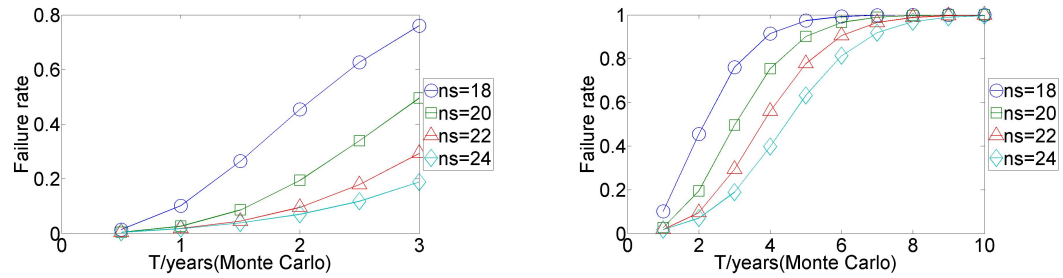 0.8
0.6
0.4
0.2
0
Failure rate
0
1
2
3
T/years(Monte Carlo)
ns=18
ns=20
ns=22
ns=24
1
0.8
0.6
0.4
0.2
0
Failure rate
0
2
4
6
8
10
T/years(Monte Carlo)
ns=18
ns=20
ns=22
ns=24